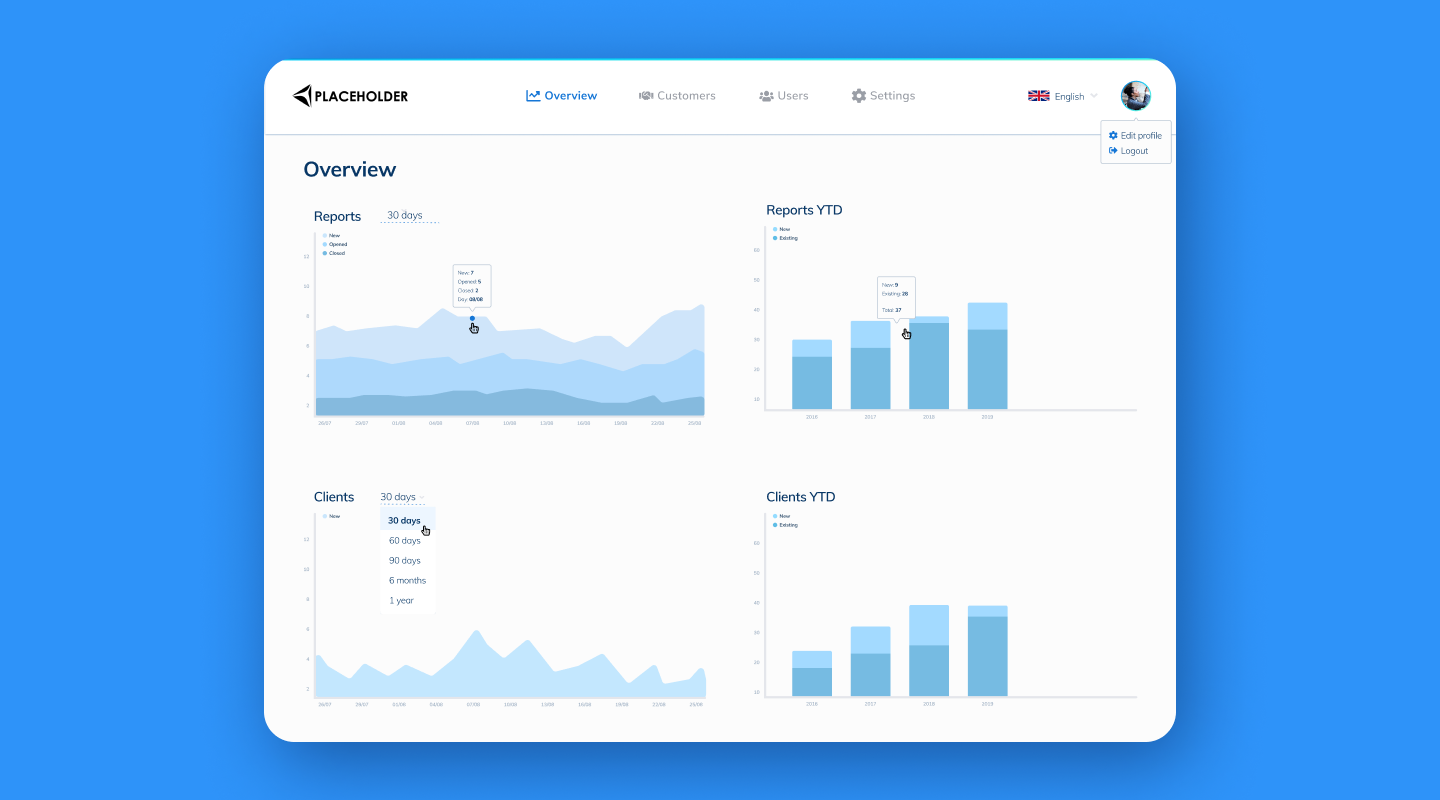 PLACEHOLDER
Overview
Customers
Users
Settings
English
Edit profile
Logout
Overview
Reports
30 days
New
Opened
Closed
12
10
8
6
4
2
New: 7
Opened: 5
Closed: 2
Day: 08/08
26/07 29/07 01/08 04/08 07/08 10/08 13/08 16/08 19/08 22/08 25/08
Reports YTD
New
Existing
60
50
40
30
20
10
New: 9
Existing: 28
Total: 37
2016 2017 2018 2019
Clients
30 days
New
30 days
60 days
90 days
6 months
1 year
12
10
8
6
4
2
26/07 29/07 01/08 04/08 07/08 10/08 13/08 16/08 19/08 22/08 25/08
Clients YTD
New
Existing
60
50
40
30
20
10
2016 2017 2018 2019